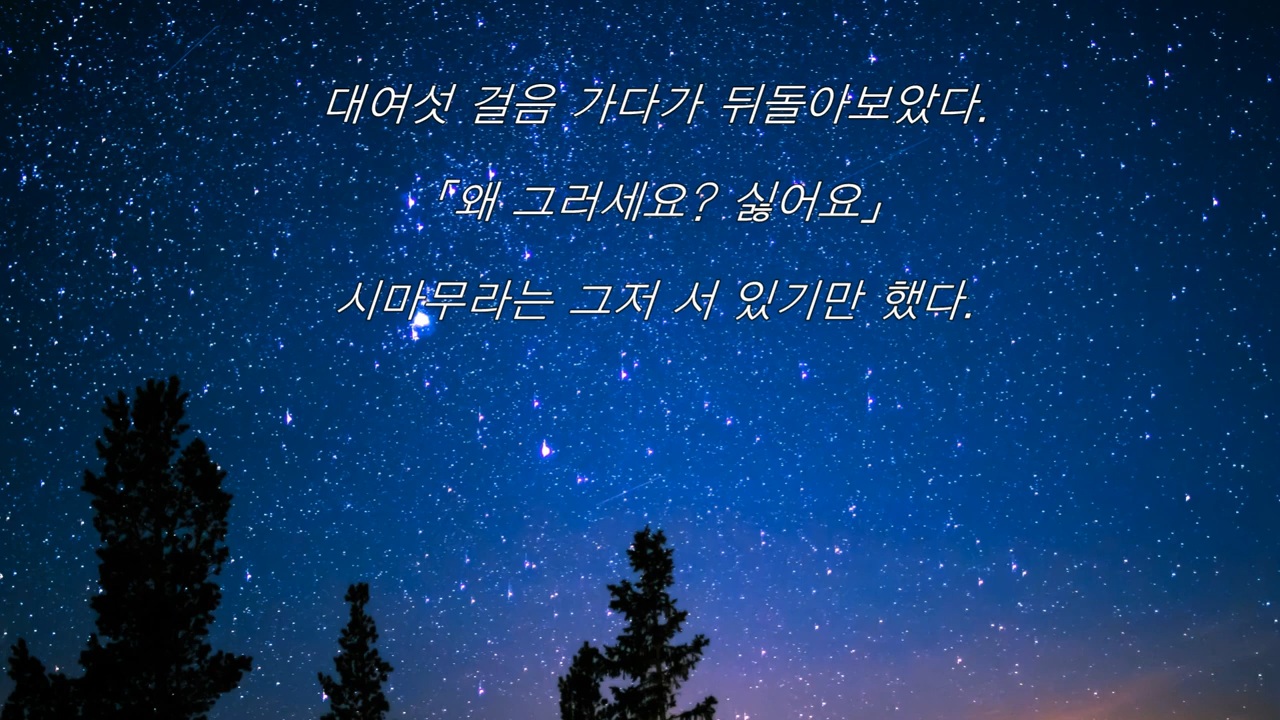 대여섯 걸음 가다가 뒤돌아보았다.
「왜 그러세요? 싫어요」
시마무라는 그저 서 있기만 했다.